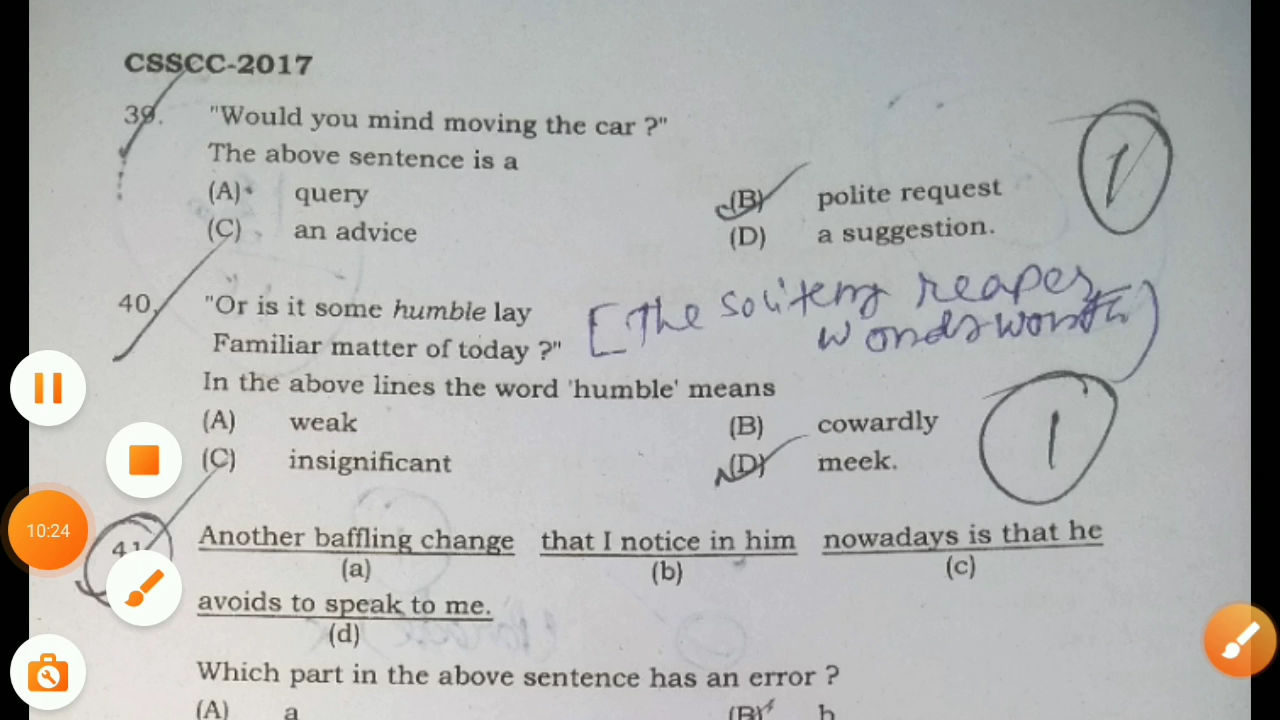 CSSCC-2017
39. "Would you mind moving the car ?"
The above sentence is a
(A) query (B) polite request
(C) an advice (D) a suggestion.
1
40. "Or is it some humble lay
Familiar matter of today ?"
[The solitery reaper
wordsworth)
In the above lines the word 'humble' means
(A) weak (B) cowardly
(C) insignificant (D) meek.
1
41. Another baffling change that I notice in him nowadays is that he
(a) (b) (c)
avoids to speak to me.
(d)
Which part in the above sentence has an error ?
(A) a (B) b
10:24